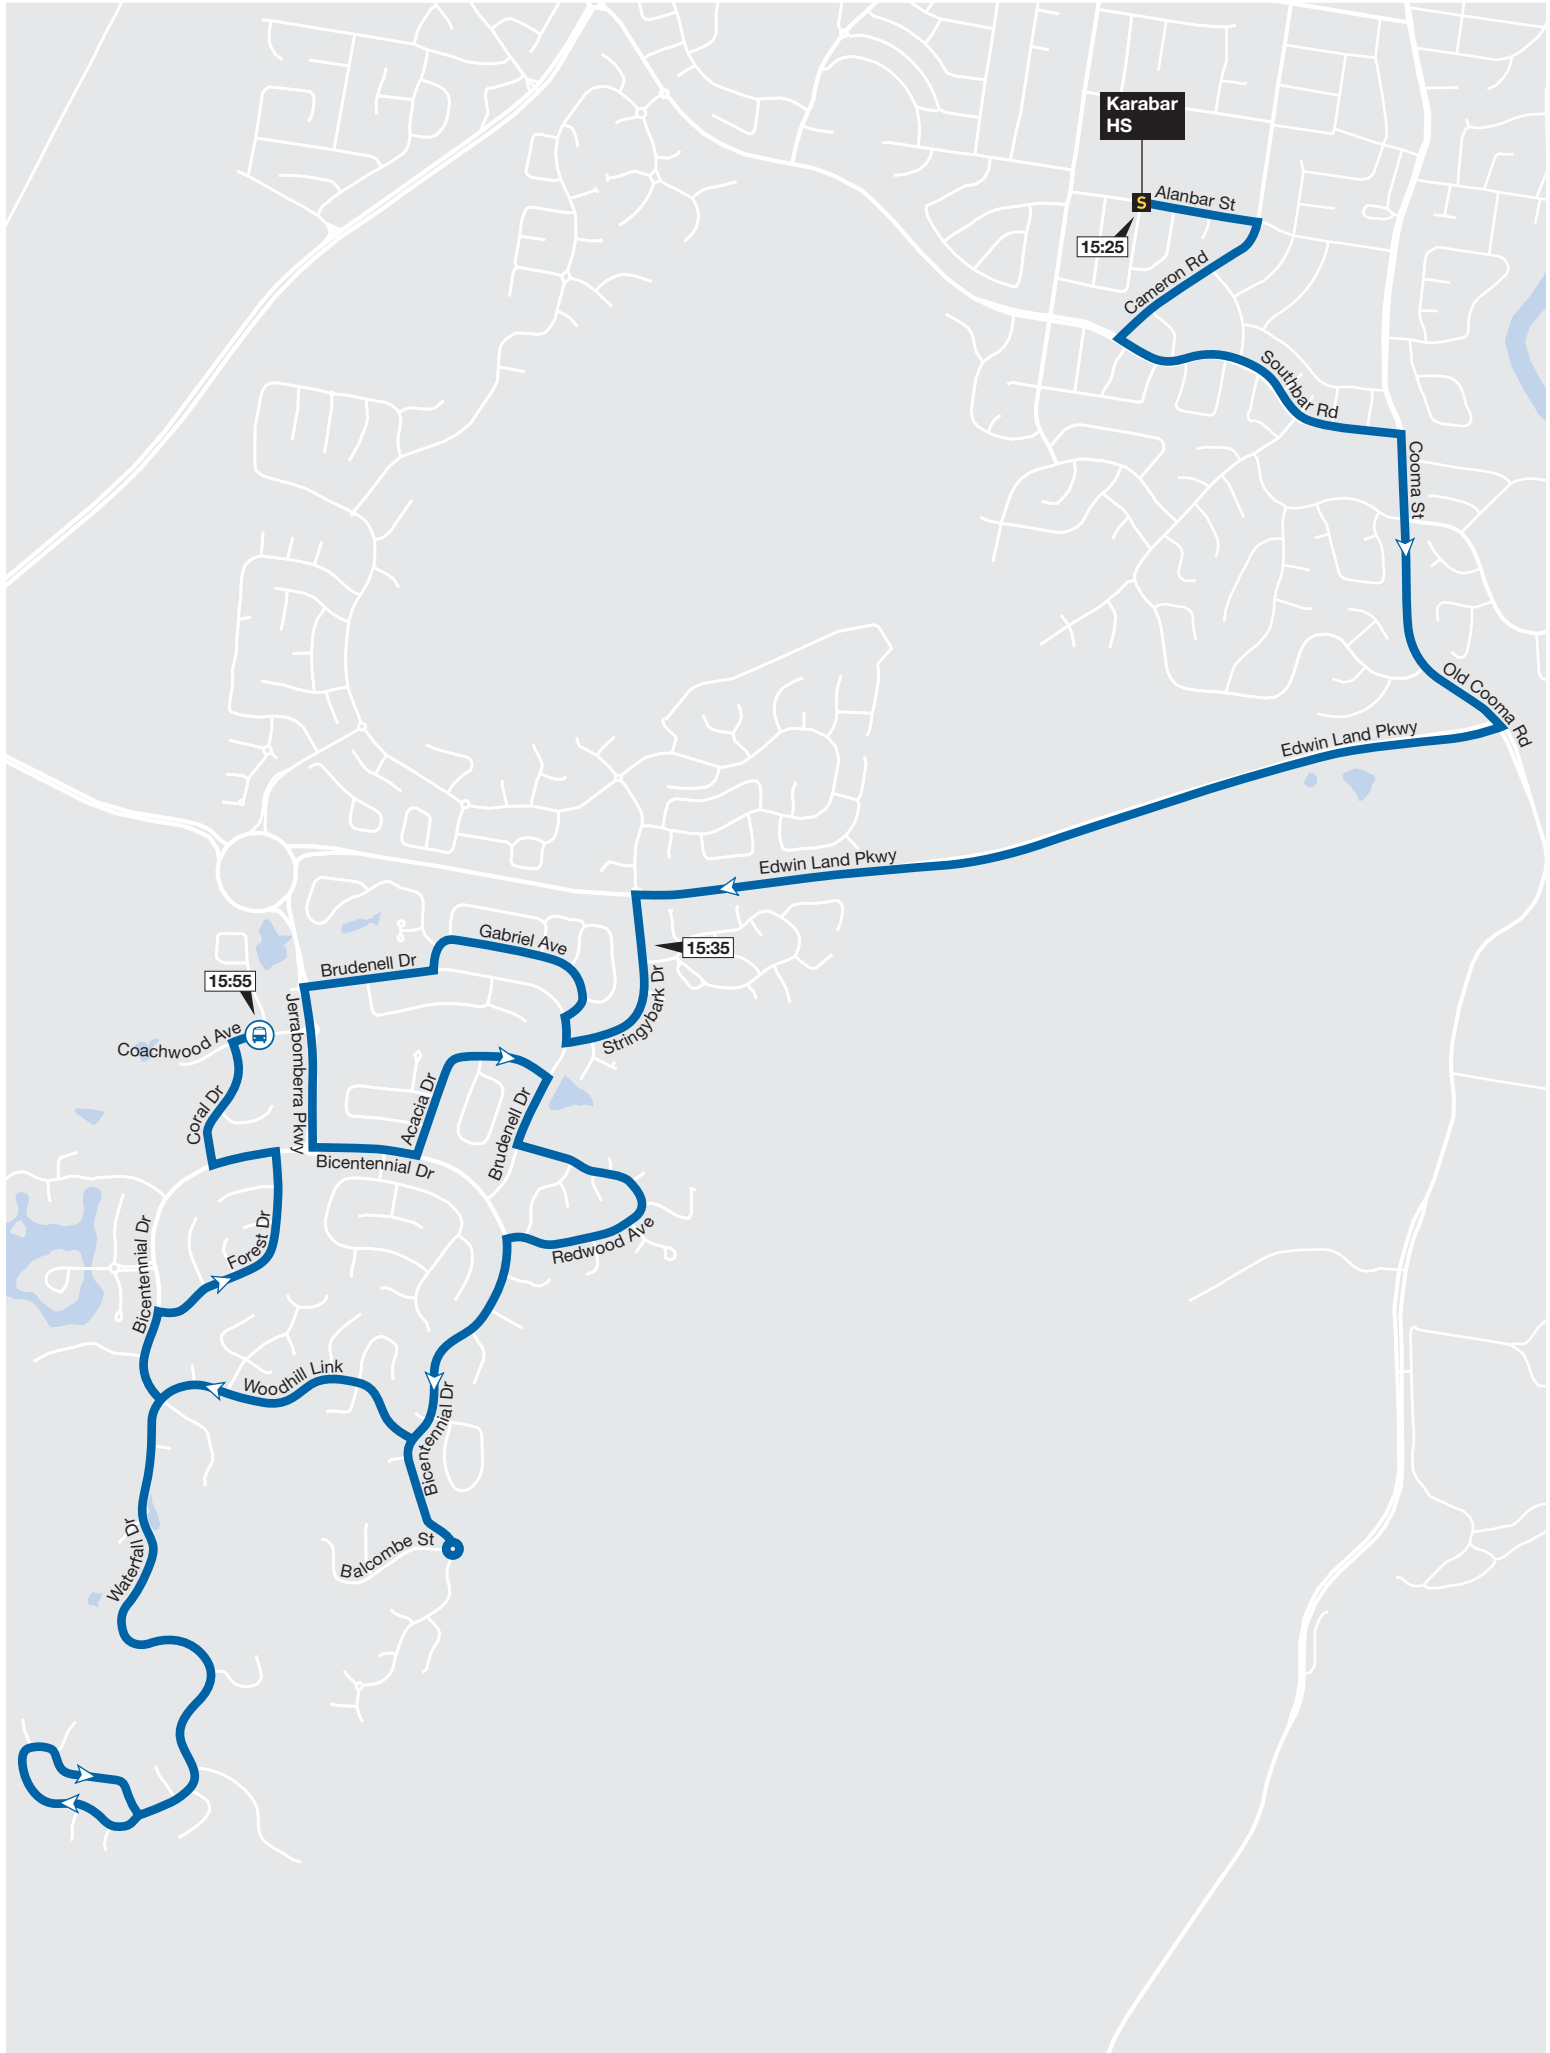 Karabar
HS
S
Alanbar St
15:25
Cameron Rd
Southbar Rd
Cooma St
Old Cooma Rd
Edwin Land Pkwy
Edwin Land Pkwy
Gabriel Ave
15:35
Brudenell Dr
15:55
Stringybark Dr
Jerrabomberra Pkwy
Coachwood Ave
Coral Dr
Acacia Dr
Brudenell Dr
Bicentennial Dr
Forest Dr
Redwood Ave
Bicentennial Dr
Woodhill Link
Bicentennial Dr
Waterfall Dr
Balcombe St